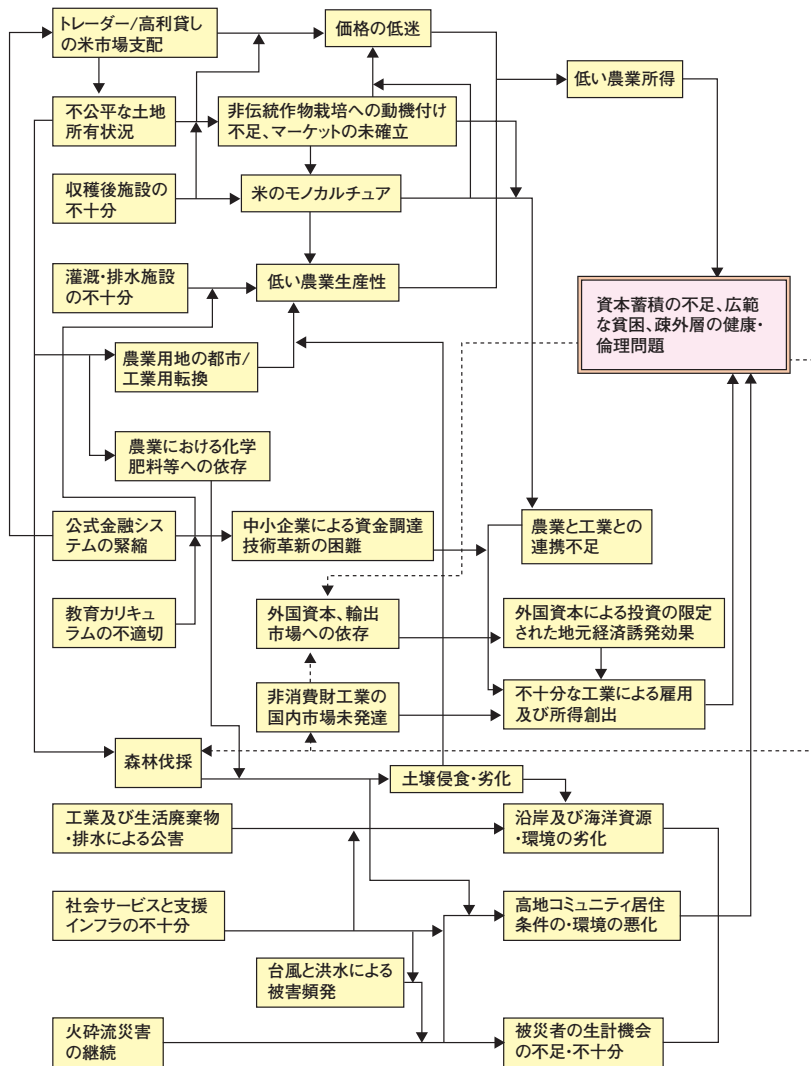 トレーダー/高利貸し
の米市場支配
価格の低迷
低い農業所得
不公平な土地
所有状況
非伝統作物栽培への動機付け
不足、マーケットの未確立
収穫後施設の
不十分
米のモノカルチュア
灌漑・排水施設
の不十分
低い農業生産性
資本蓄積の不足、広範
な貧困、疎外層の健康・
倫理問題
農業用地の都市/
工業用転換
農業における化学
肥料等への依存
公式金融シス
テムの緊縮
中小企業による資金調達
技術革新の困難
農業と工業との
連携不足
教育カリキュ
ラムの不適切
外国資本、輸出
市場への依存
外国資本による投資の限定
された地元経済誘発効果
非消費財工業の
国内市場未発達
不十分な工業による雇用
及び所得創出
森林伐採
土壌侵食・劣化
工業及び生活廃棄物
・排水による公害
沿岸及び海洋資源
・環境の劣化
社会サービスと支援
インフラの不十分
高地コミュニティ居住
条件の・環境の悪化
台風と洪水による
被害頻発
火砕流災害
の継続
被災者の生計機会
の不足・不十分